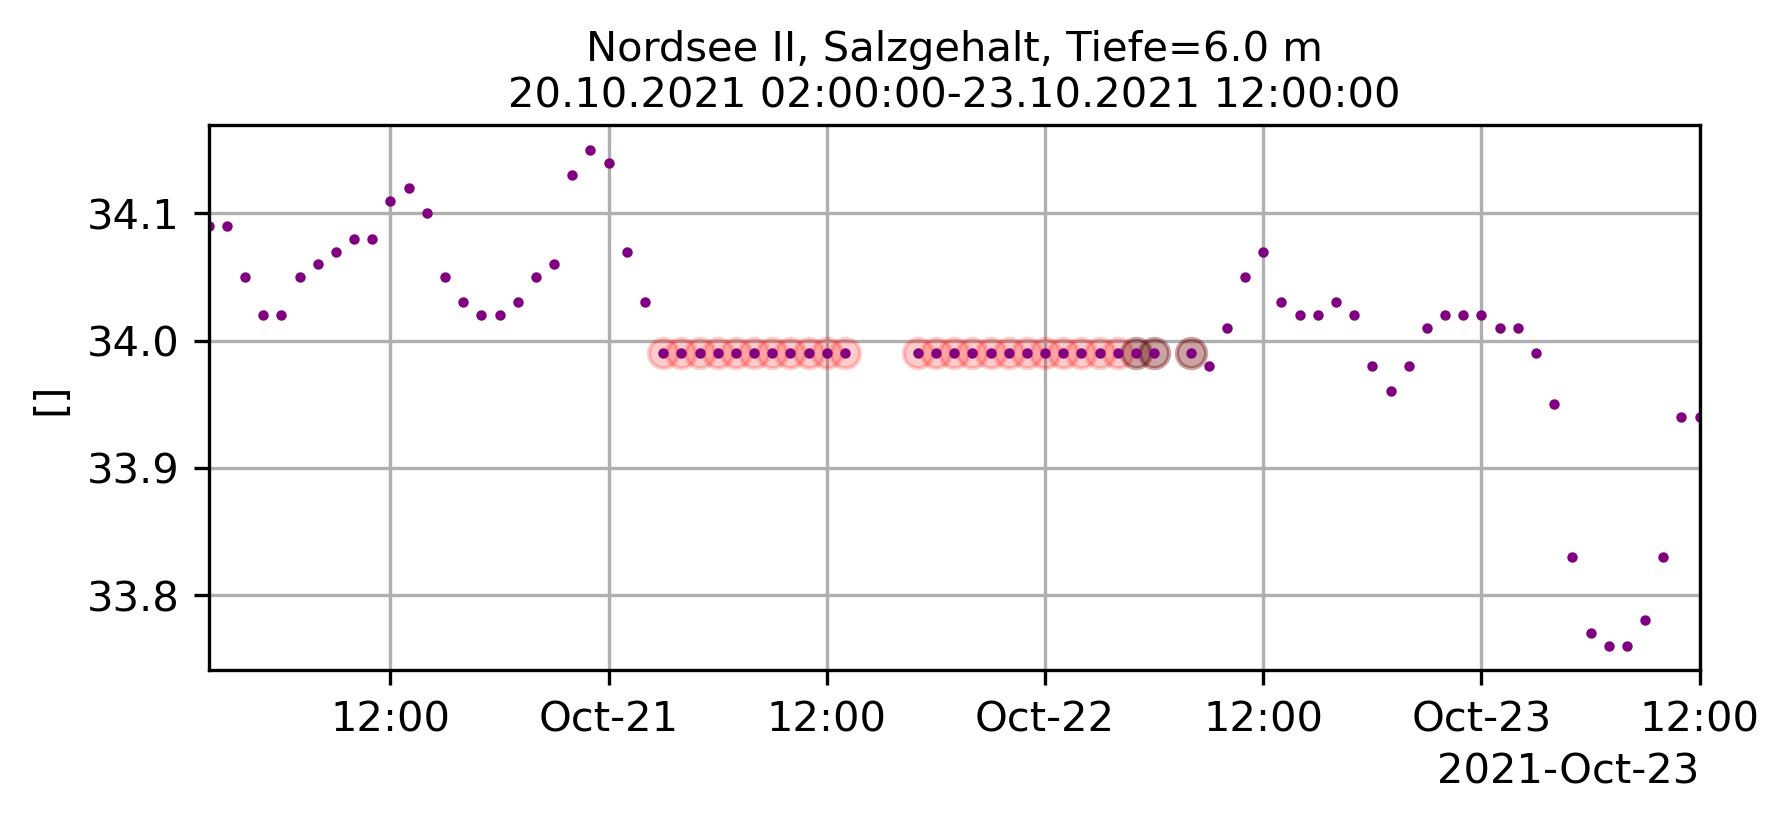 Nordsee II, Salzgehalt, Tiefe=6.0 m
20.10.2021 02:00:00-23.10.2021 12:00:00
34.1
34.0
33.9
33.8
[]
12:00 Oct-21 12:00 Oct-22 12:00 Oct-23 12:00
2021-Oct-23